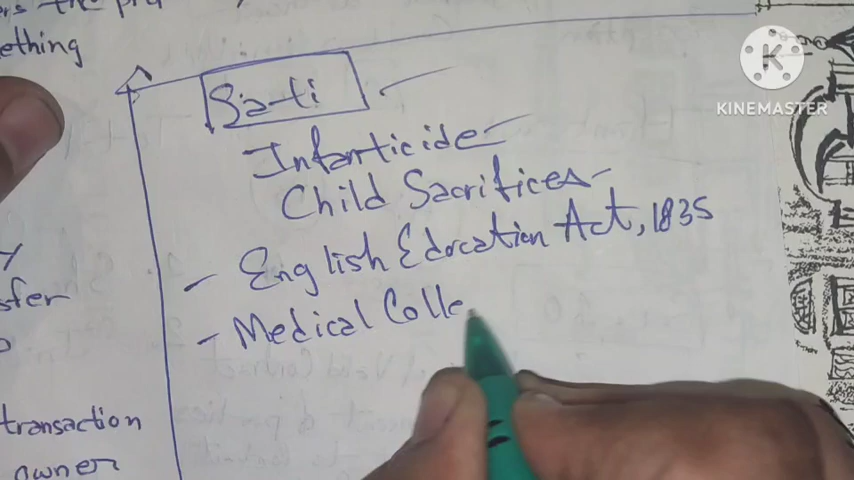 ething
Sati
Infanticide
Child Sacrifices
- English Education Act, 1835
- Medical Colle
sfer
transaction
owner
KINEMASTER